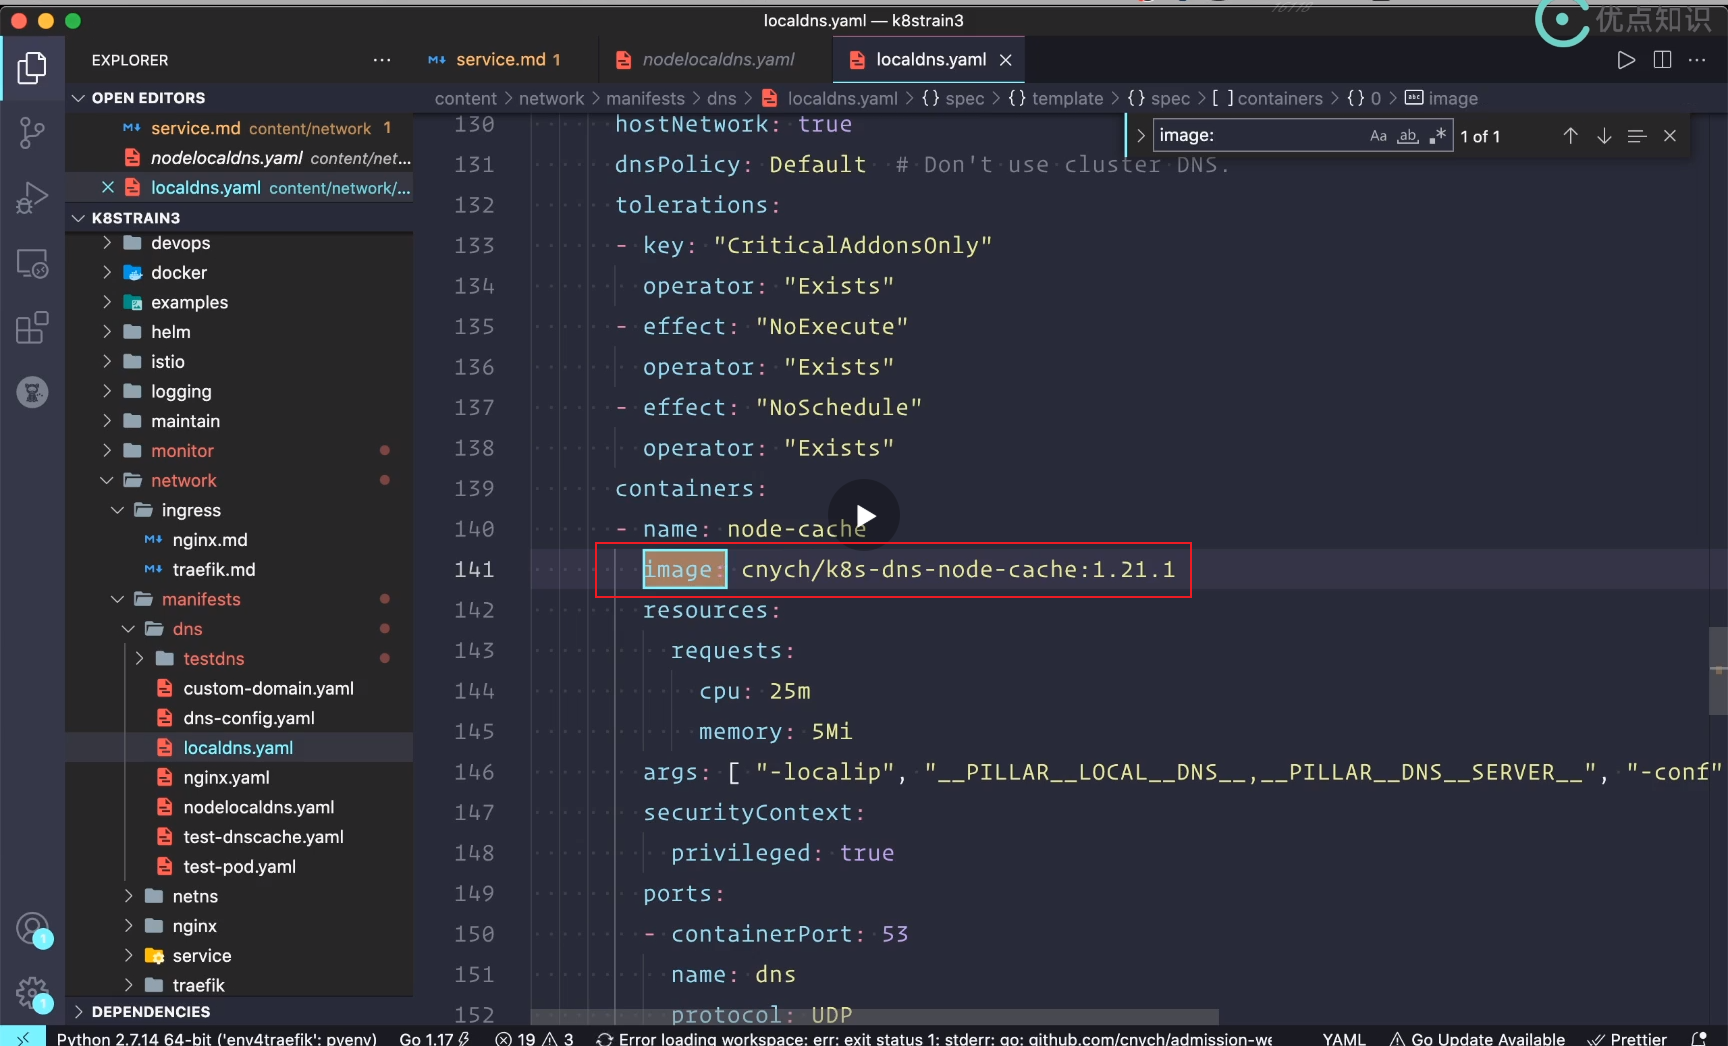 localdns.yaml — k8strain3
优点知识
EXPLORER
service.md 1
nodelocaldns.yaml
localdns.yaml
OPEN EDITORS
service.md content/network 1
nodelocaldns.yaml content/net...
localdns.yaml content/network/...
K8STRAIN3
devops
docker
examples
helm
istio
logging
maintain
monitor
network
ingress
nginx.md
traefik.md
manifests
dns
testdns
custom-domain.yaml
dns-config.yaml
localdns.yaml
nginx.yaml
nodelocaldns.yaml
test-dnscache.yaml
test-pod.yaml
netns
nginx
service
traefik
DEPENDENCIES
1
1
content > network > manifests > dns > localdns.yaml > {} spec > {} template > {} spec > [ ] containers > {} 0 > abc image
image: Aa ab .* 1 of 1
130 hostNetwork: true
131 dnsPolicy: Default # Don't use cluster DNS.
132 tolerations:
133 - key: "CriticalAddonsOnly"
134 operator: "Exists"
135 - effect: "NoExecute"
136 operator: "Exists"
137 - effect: "NoSchedule"
138 operator: "Exists"
139 containers:
140 - name: node-cache
141 image: cnych/k8s-dns-node-cache:1.21.1
142 resources:
143 requests:
144 cpu: 25m
145 memory: 5Mi
146 args: [ "-localip", "__PILLAR__LOCAL__DNS__,__PILLAR__DNS__SERVER__", "-conf"
147 securityContext:
148 privileged: true
149 ports:
150 - containerPort: 53
151 name: dns
152 protocol: UDP
Python 2.7.14 64-bit ('env4traefik': pyenv) Go 1.17 19 3 Error loading workspace: err: exit status 1: stderr: go: github.com/cnych/admission-we YAML Go Update Available Prettier